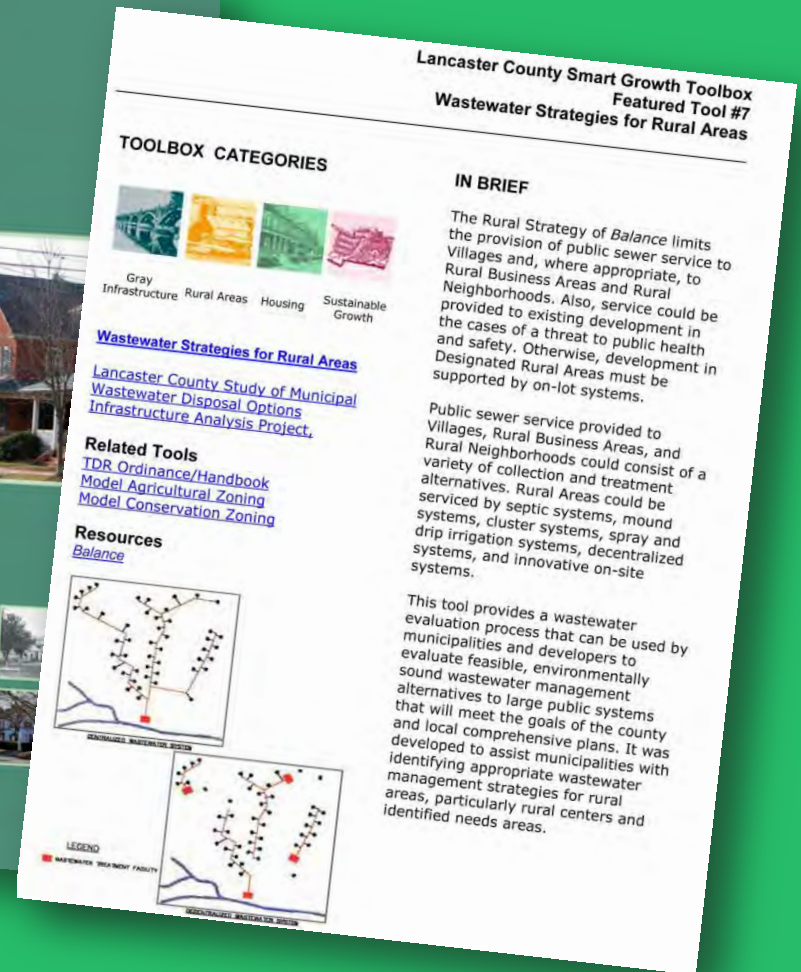 Lancaster County Smart Growth Toolbox
Featured Tool #7
Wastewater Strategies for Rural Areas
TOOLBOX CATEGORIES
Gray
Infrastructure
Rural Areas
Housing
Sustainable
Growth
Wastewater Strategies for Rural Areas
Lancaster County Study of Municipal
Wastewater Disposal Options
Infrastructure Analysis Project,
Related Tools
TDR Ordinance/Handbook
Model Agricultural Zoning
Model Conservation Zoning
Resources
Balance
CENTRALIZED WASTEWATER SYSTEM
LEGEND
WASTEWATER TREATMENT FACILITY
DECENTRALIZED WASTEWATER SYSTEM
IN BRIEF
The Rural Strategy of Balance limits
the provision of public sewer service to
Villages and, where appropriate, to
Rural Business Areas and Rural
Neighborhoods. Also, service could be
provided to existing development in
the cases of a threat to public health
and safety. Otherwise, development in
Designated Rural Areas must be
supported by on-lot systems.
Public sewer service provided to
Villages, Rural Business Areas, and
Rural Neighborhoods could consist of a
variety of collection and treatment
alternatives. Rural Areas could be
serviced by septic systems, mound
systems, cluster systems, spray and
drip irrigation systems, decentralized
systems, and innovative on-site
systems.
This tool provides a wastewater
evaluation process that can be used by
municipalities and developers to
evaluate feasible, environmentally
sound wastewater management
alternatives to large public systems
that will meet the goals of the county
and local comprehensive plans. It was
developed to assist municipalities with
identifying appropriate wastewater
management strategies for rural
areas, particularly rural centers and
identified needs areas.